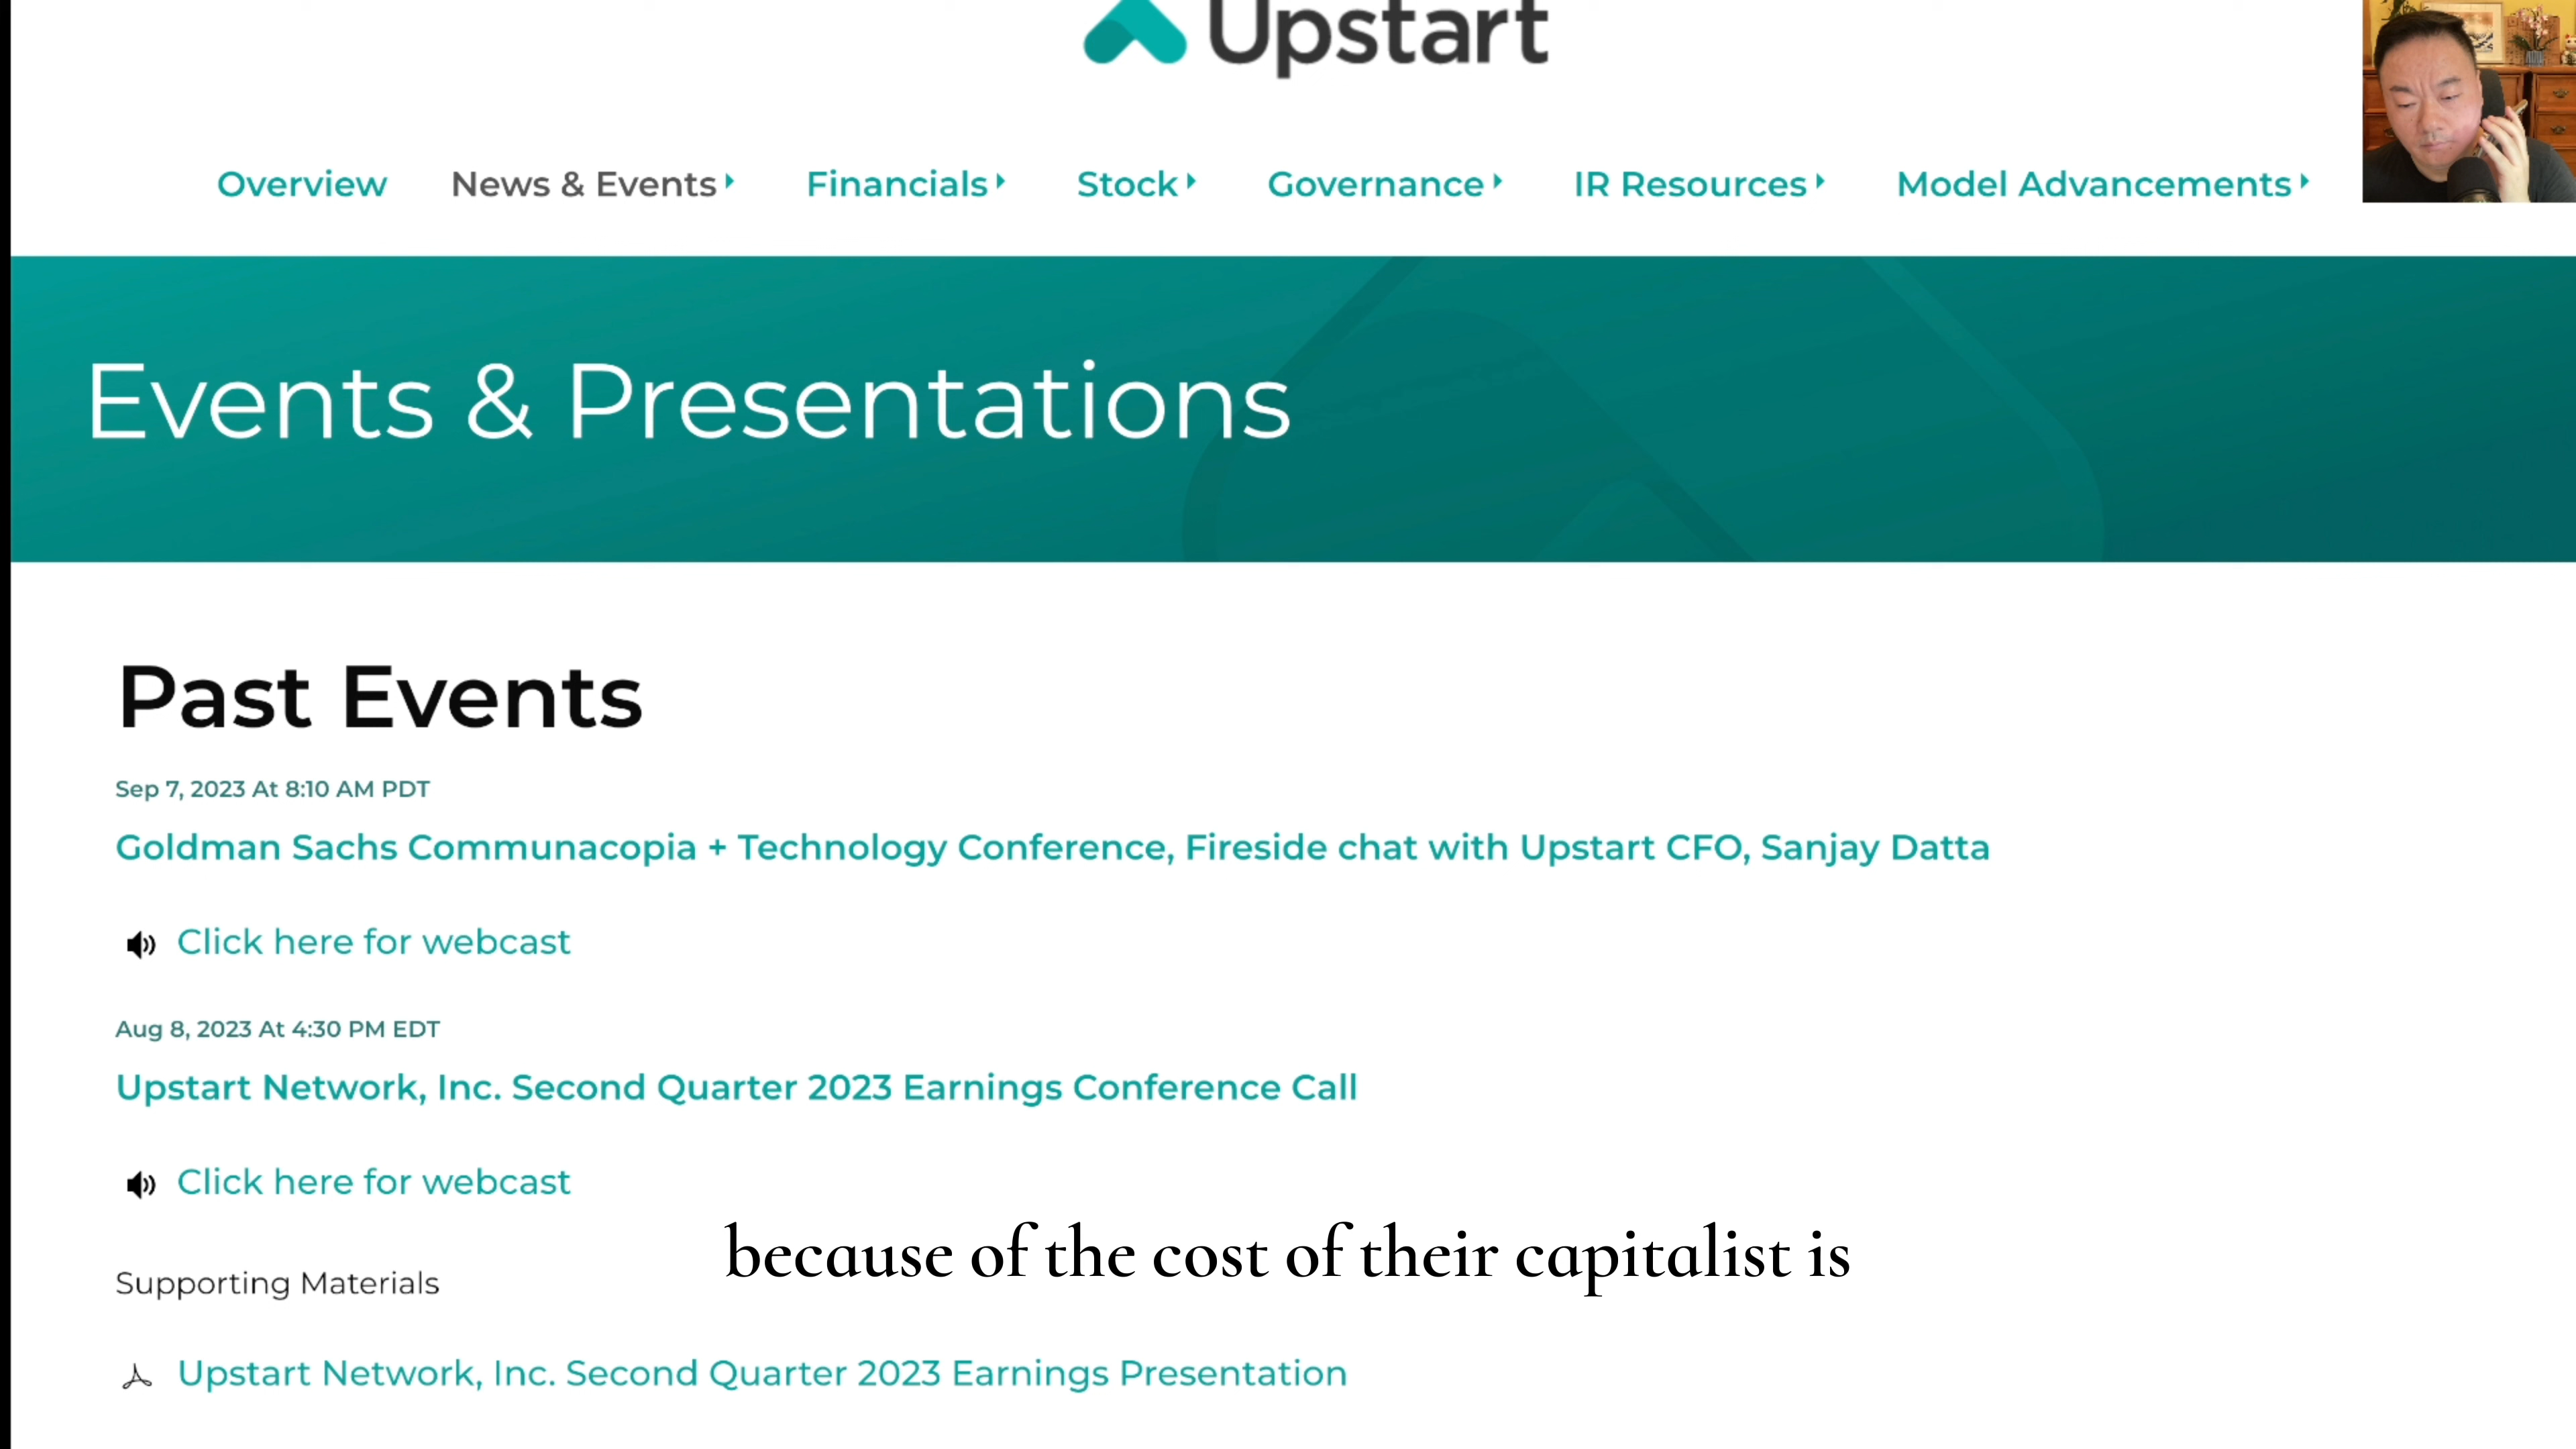 Upstart
Overview News & Events Financials Stock Governance IR Resources Model Advancements
Events & Presentations
Past Events
Sep 7, 2023 At 8:10 AM PDT
Goldman Sachs Communacopia + Technology Conference, Fireside chat with Upstart CFO, Sanjay Datta
Click here for webcast
Aug 8, 2023 At 4:30 PM EDT
Upstart Network, Inc. Second Quarter 2023 Earnings Conference Call
Click here for webcast
because of the cost of their capitalist is
Supporting Materials
Upstart Network, Inc. Second Quarter 2023 Earnings Presentation